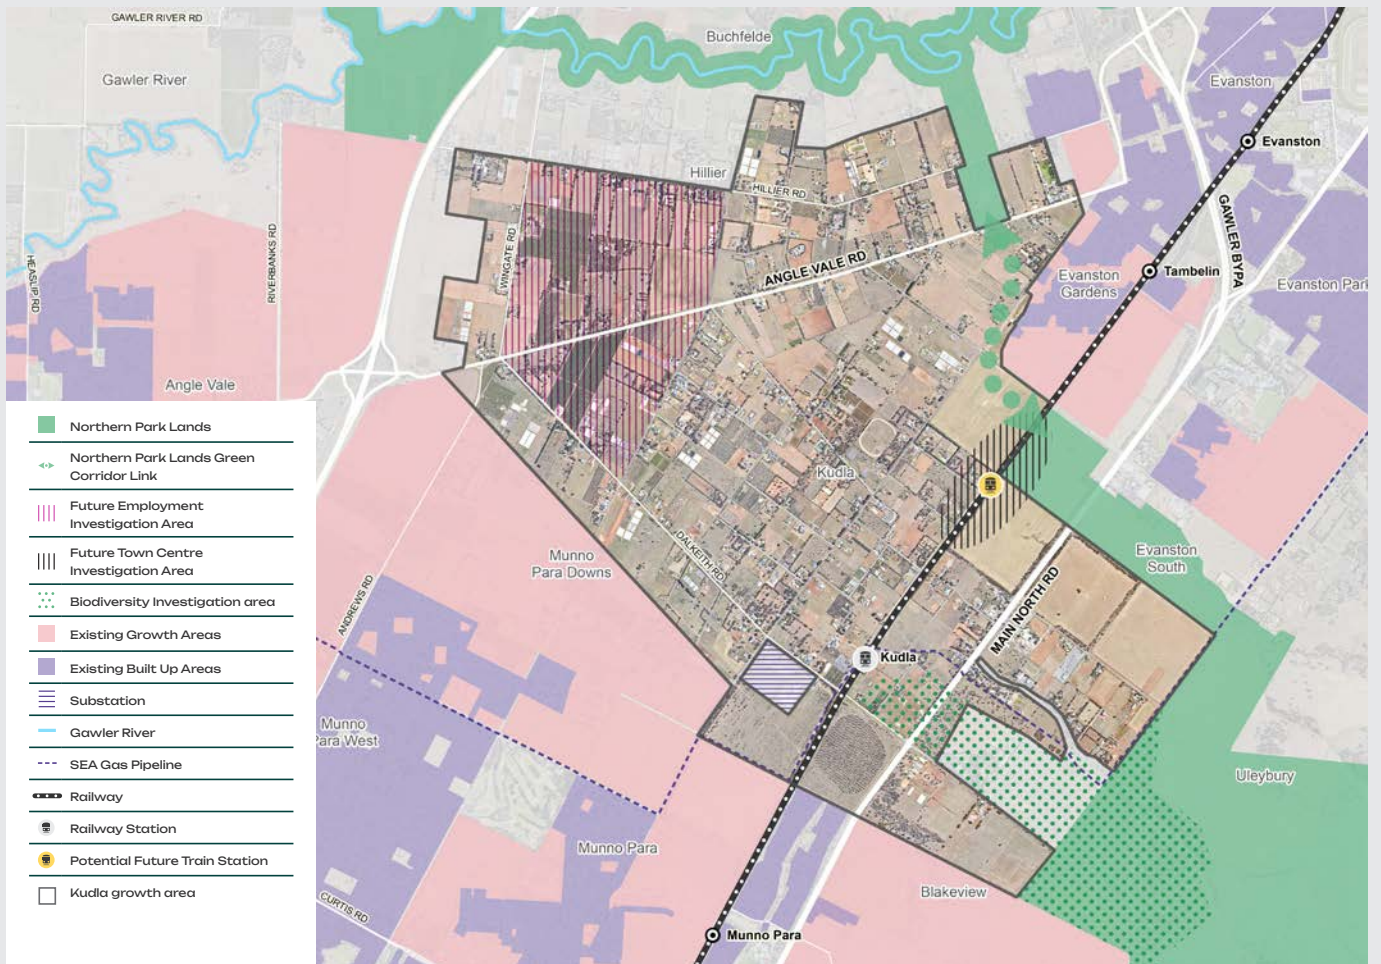 GAWLER RIVER RD
Buchfelde
Gawler River
Evanston
Evanston
Hillier
HILLIER RD
GAWLER BYPA
HEASLIP RD
RIVERBANKS RD
WINGATE RD
ANGLE VALE RD
Tambelin
Evanston
Gardens
Evanston Park
Angle Vale
Northern Park Lands
Northern Park Lands Green
Corridor Link
Future Employment
Investigation Area
Future Town Centre
Investigation Area
Biodiversity Investigation area
Existing Growth Areas
Existing Built Up Areas
Substation
Gawler River
SEA Gas Pipeline
Railway
Railway Station
Potential Future Train Station
Kudla growth area
Kudla
Munno
Para Downs
DALKEITH RD
Evanston
South
ANDREWS RD
MAIN NORTH RD
Kudla
Munno
Para West
Uleybury
Munno Para
Blakeview
CURTIS RD
Munno Para